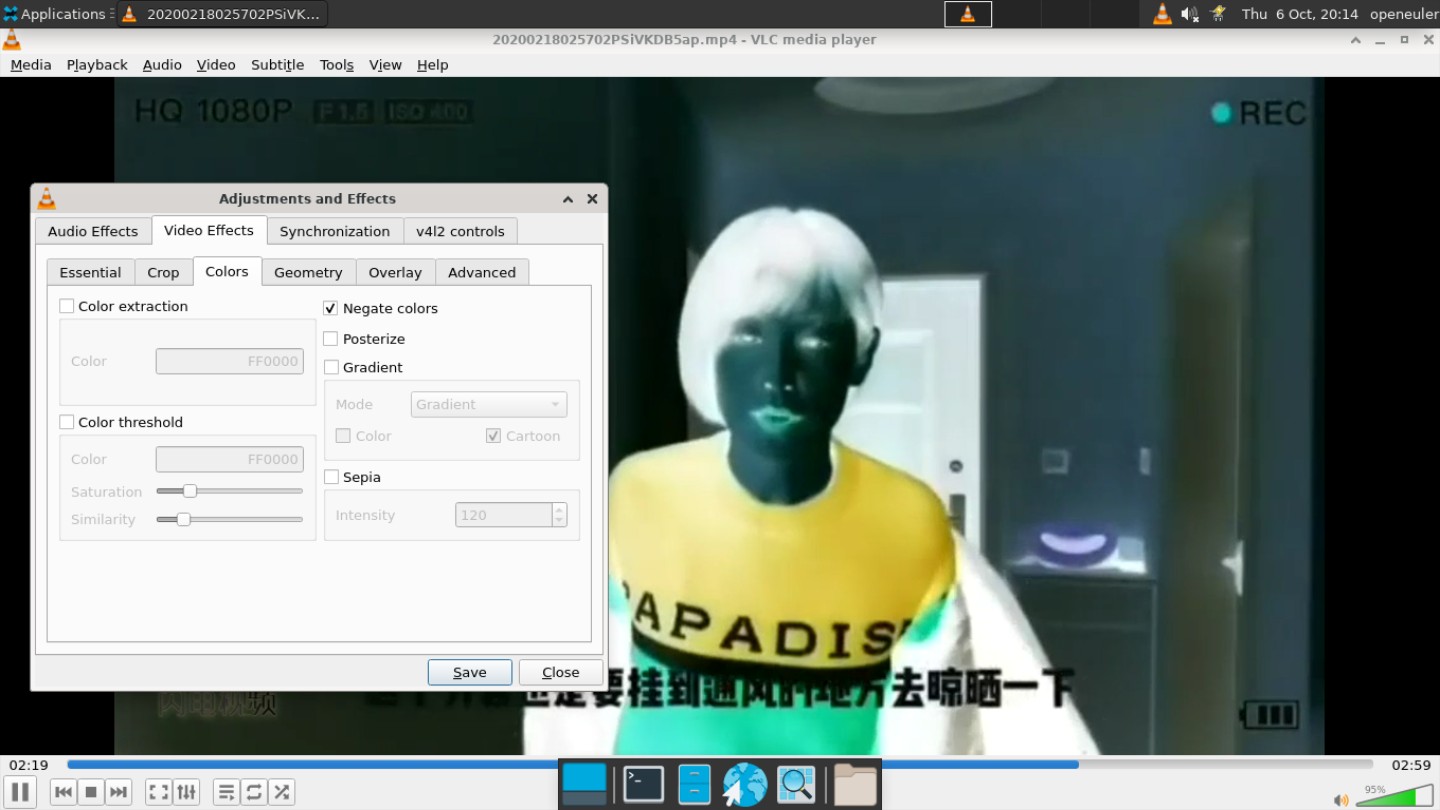 Applications
20200218025702PSiVK...
Thu 6 Oct, 20:14
openeuler
20200218025702PSiVKDB5ap.mp4 - VLC media player
Media Playback Audio Video Subtitle Tools View Help
HQ 1080P F 1.6 ISO 400
REC
Adjustments and Effects
Audio Effects Video Effects Synchronization v4l2 controls
Essential Crop Colors Geometry Overlay Advanced
Color extraction
Color FF0000
Color threshold
Color FF0000
Saturation
Similarity
Negate colors
Posterize
Gradient
Mode Gradient
Color Cartoon
Sepia
Intensity 120
Save Close
PAPADIS
也是要挂到通风的地方去晾晒一下
02:19
02:59
95%